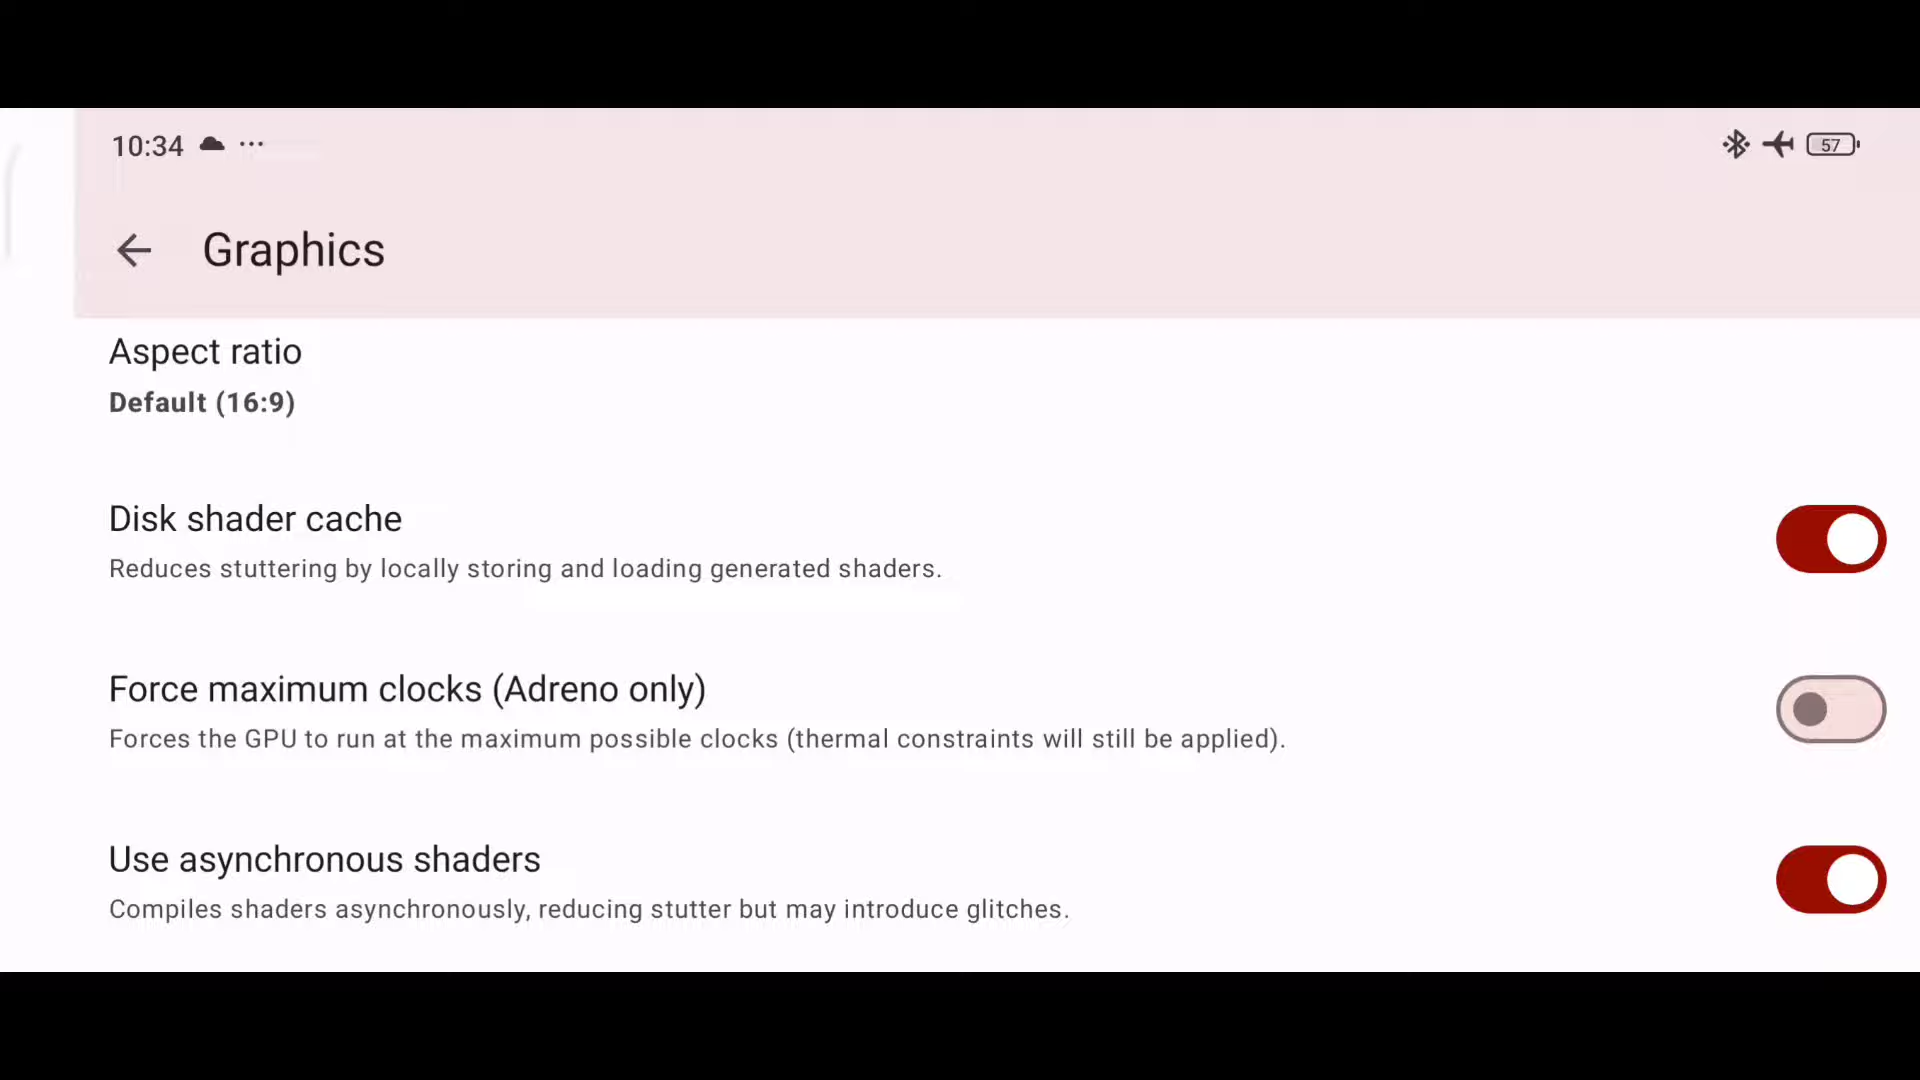 10:34 ...
57
Graphics
Aspect ratio
Default (16:9)
Disk shader cache
Reduces stuttering by locally storing and loading generated shaders.
Force maximum clocks (Adreno only)
Forces the GPU to run at the maximum possible clocks (thermal constraints will still be applied).
Use asynchronous shaders
Compiles shaders asynchronously, reducing stutter but may introduce glitches.